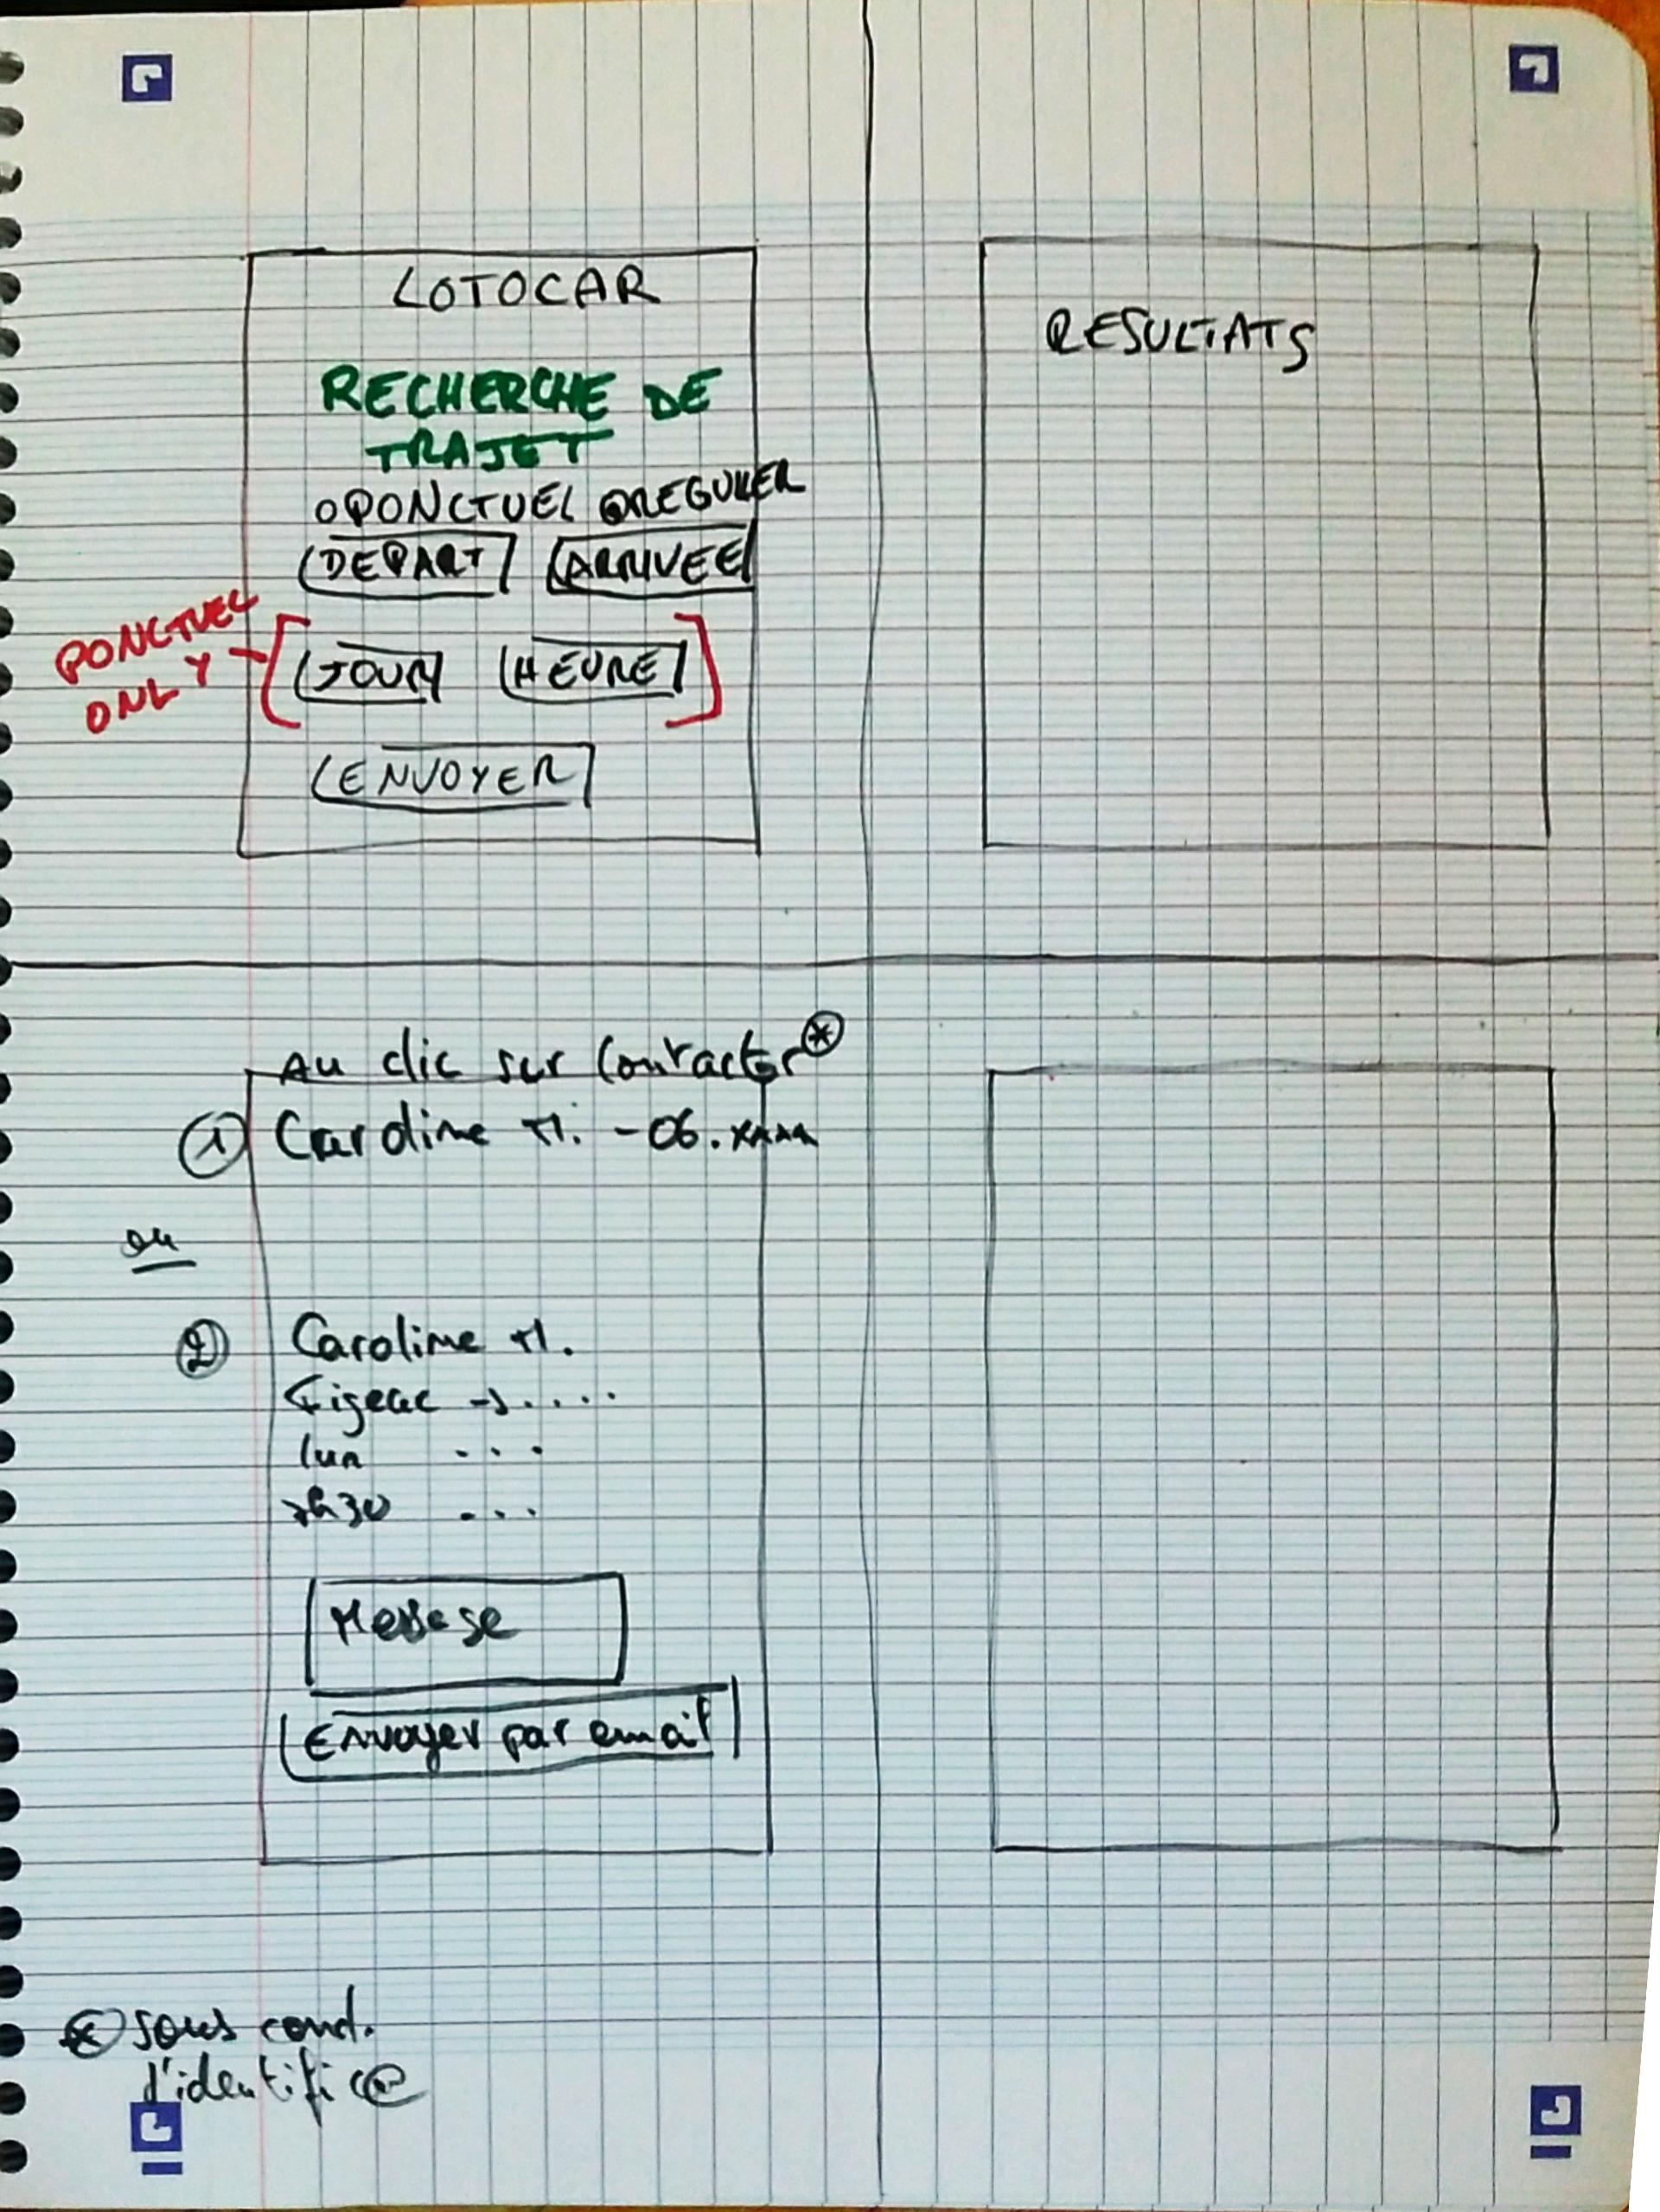 LOTOCAR
RECHERCHE DE
TRAJET
O PONCTUEL O REGULIER
DEPART ARRIVEE
PONCTUEL
ONLY
JOUR HEURE
ENVOYER
RESULTATS
Au clic sur Contacter *
1 Caroline M. - 06. xxxx
ou
2 Caroline M.
Figeac → ....
lun ...
7h30 ...
Message
Envoyer par email
* sous cond.
d'identific@